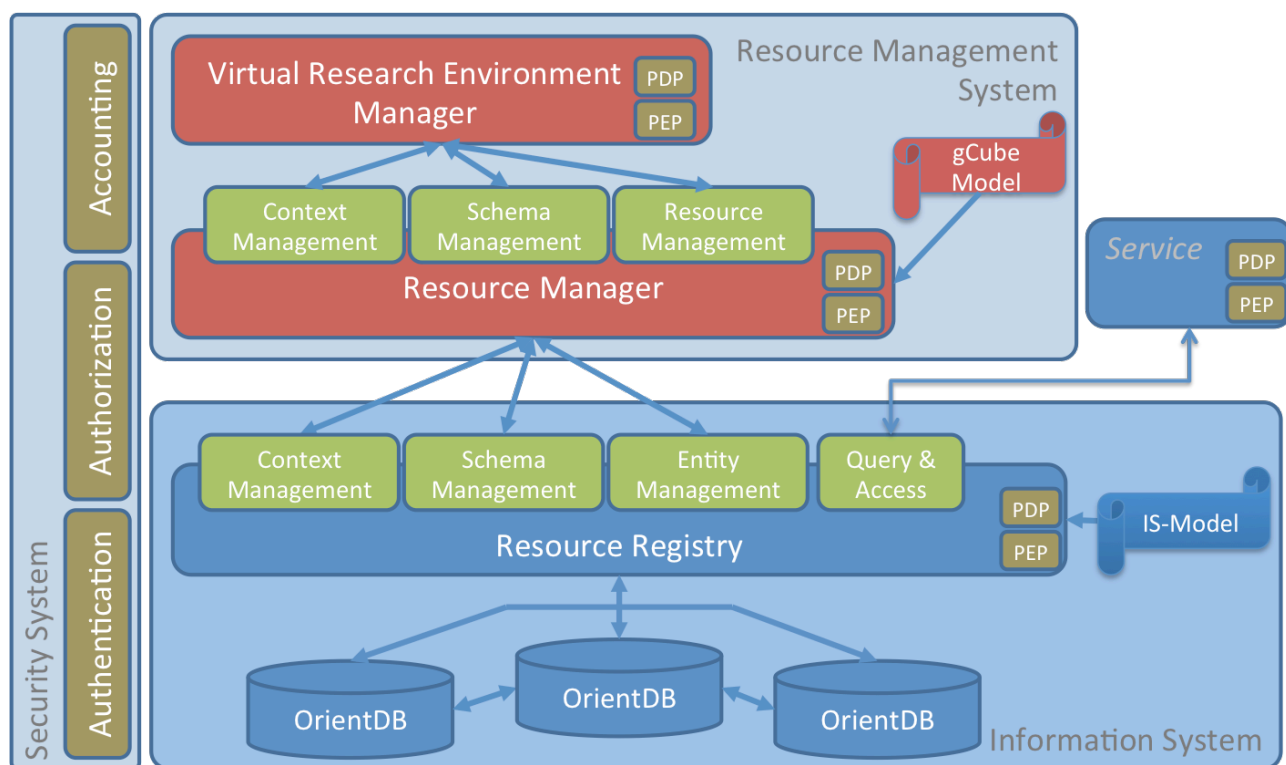 Security System
Accounting
Authorization
Authentication
Resource Management
System
Virtual Research Environment
Manager
PDP
PEP
gCube
Model
Context
Management
Schema
Management
Resource
Management
Resource Manager
PDP
PEP
Service
PDP
PEP
Context
Management
Schema
Management
Entity
Management
Query &
Access
Resource Registry
PDP
PEP
IS-Model
OrientDB
OrientDB
OrientDB
Information System